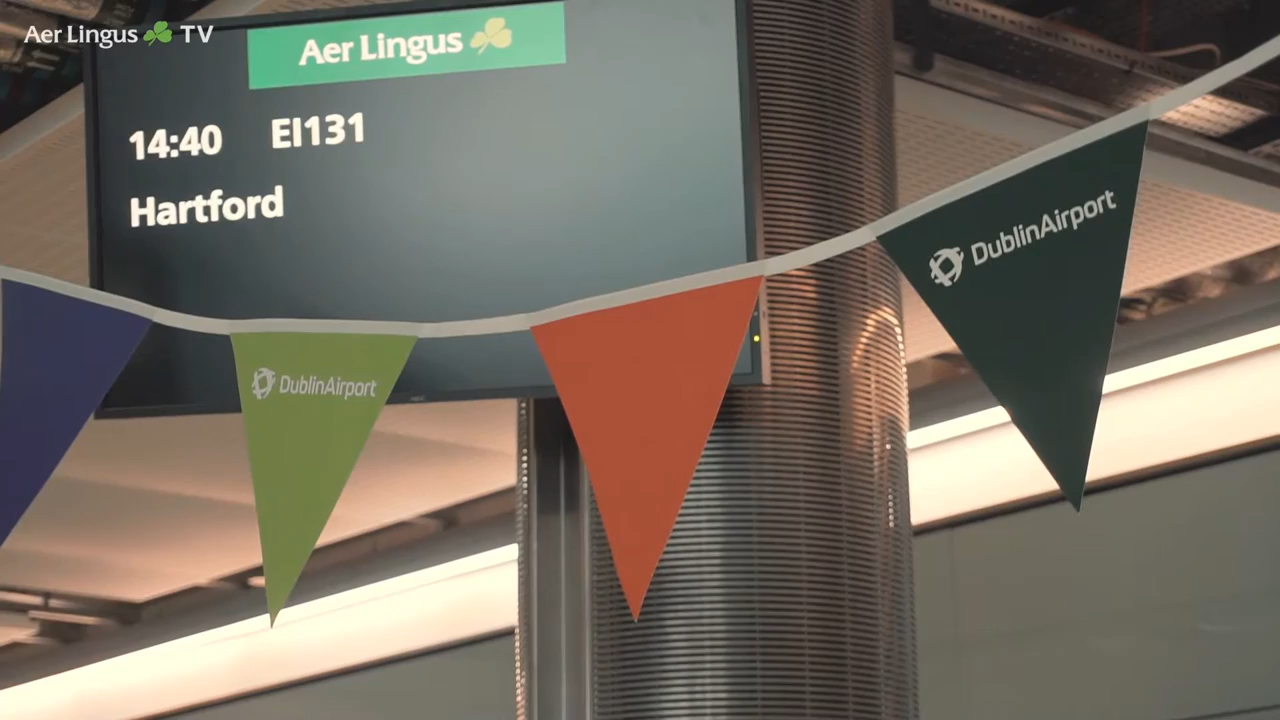 Aer Lingus TV
Aer Lingus
14:40 EI131
Hartford
DublinAirport
DublinAirport